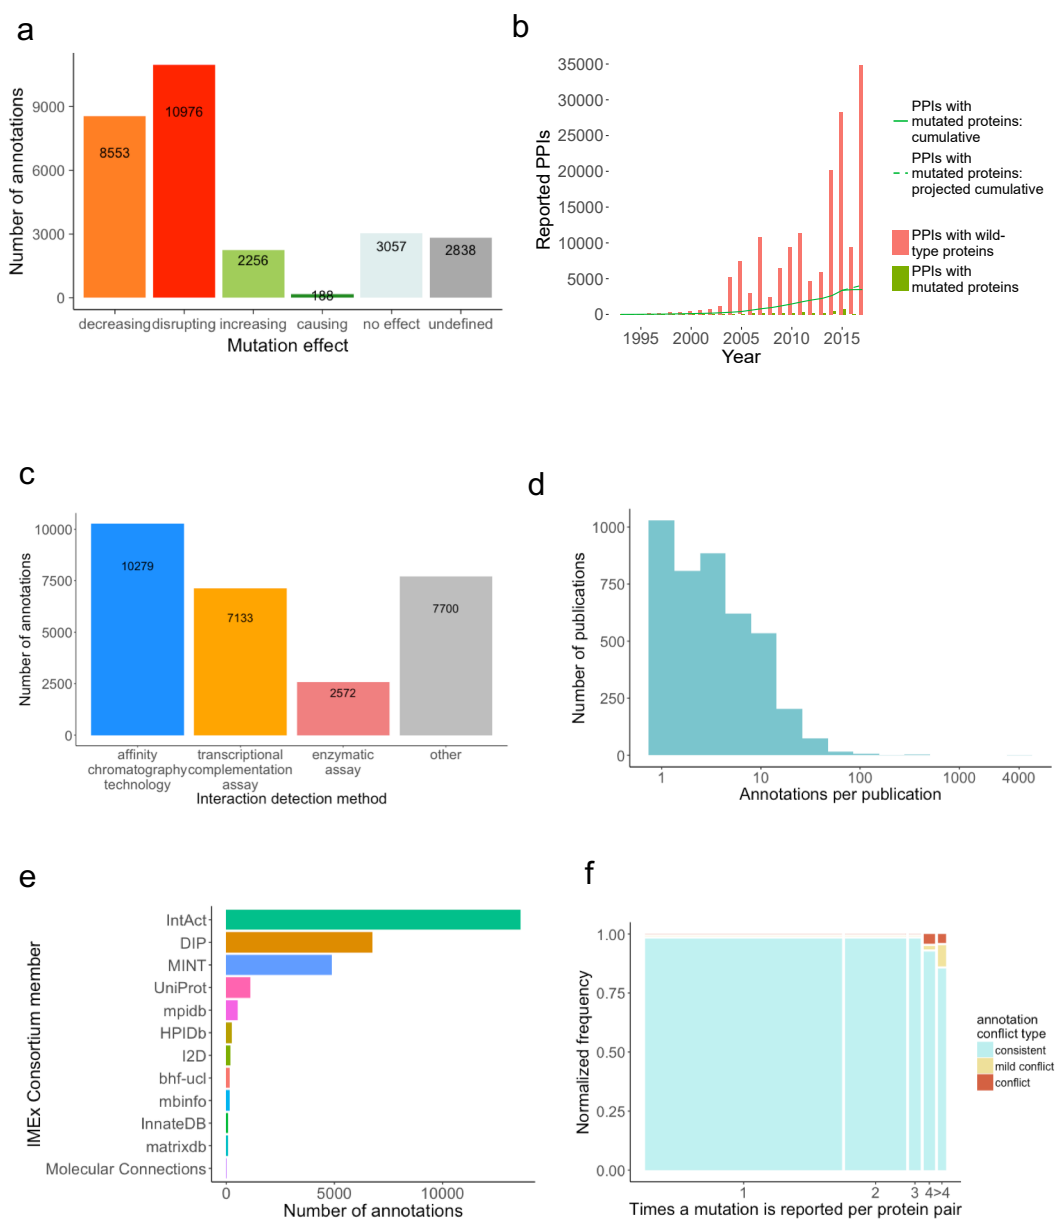 a
Number of annotations
9000
6000
3000
0
8553
10976
2256
188
3057
2838
decreasing disrupting increasing causing no effect undefined
Mutation effect
b
Reported PPIs
35000
30000
25000
20000
15000
10000
5000
0
1995 2000 2005 2010 2015
Year
PPIs with
mutated proteins:
cumulative
PPIs with
mutated proteins:
projected cumulative
PPIs with wild-
type proteins
PPIs with
mutated proteins
c
Number of annotations
10000
7500
5000
2500
0
10279
7133
2572
7700
affinity
chromatography
technology
transcriptional
complementation
assay
enzymatic
assay
other
Interaction detection method
d
Number of publications
1000
750
500
250
0
1 10 100 1000 4000
Annotations per publication
e
IMEx Consortium member
IntAct
DIP
MINT
UniProt
mpidb
HPIDb
I2D
bhf-ucl
mbinfo
InnateDB
matrixdb
Molecular Connections
0 5000 10000
Number of annotations
f
Normalized frequency
1.00
0.75
0.50
0.25
0.00
1 2 3 4 >4
Times a mutation is reported per protein pair
annotation
conflict type
consistent
mild conflict
conflict